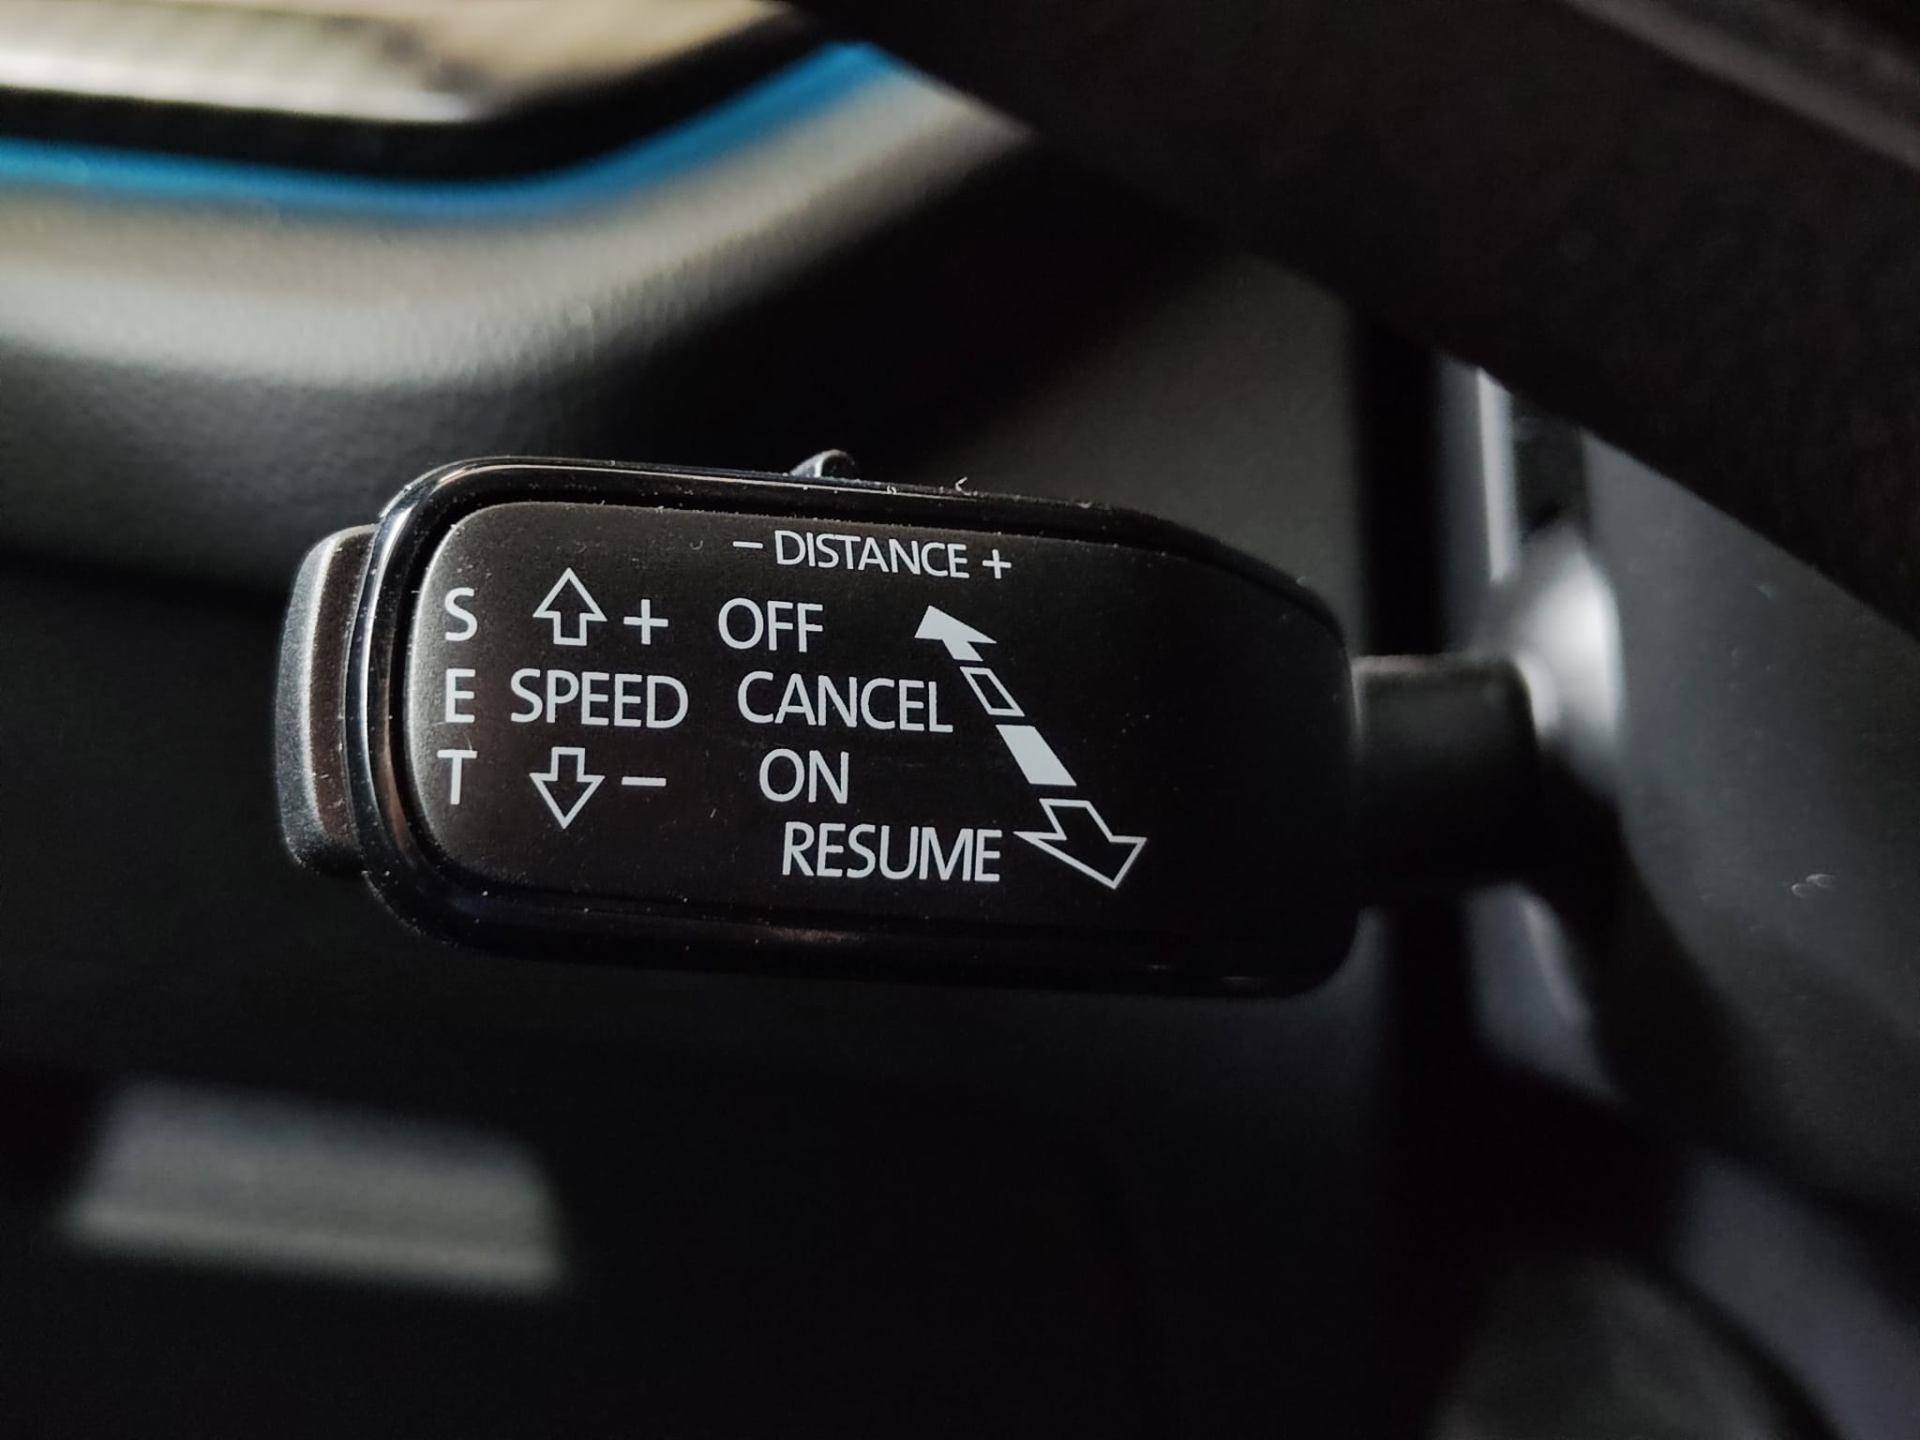 – DISTANCE +
S + OFF
E SPEED CANCEL
T – ON
RESUME